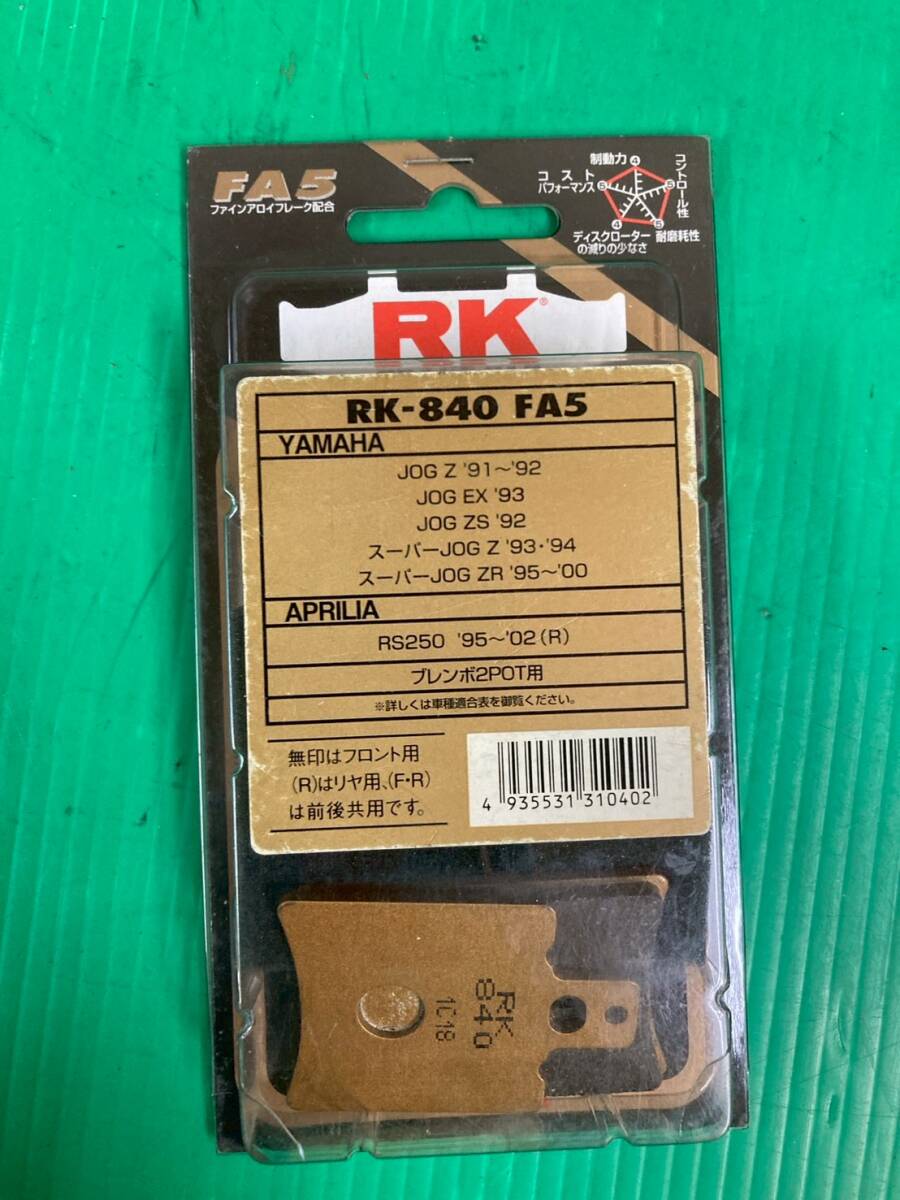 FA5
ファインアロイフレーク配合
制動力
4
コントロール性
5
コスト
パフォーマンス
5
4
5
ディスクローター
の減りの少なさ
耐磨耗性
RK®
RK-840 FA5
YAMAHA
JOG Z '91～'92
JOG EX '93
JOG ZS '92
スーパーJOG Z '93・'94
スーパーJOG ZR '95～'00
APRILIA
RS250 '95～'02 (R)
ブレンボ2POT用
※詳しくは車種適合表を御覧ください。
無印はフロント用
(R)はリヤ用、(F・R)
は前後共用です。
4 935531 310402
RK
840
1C18